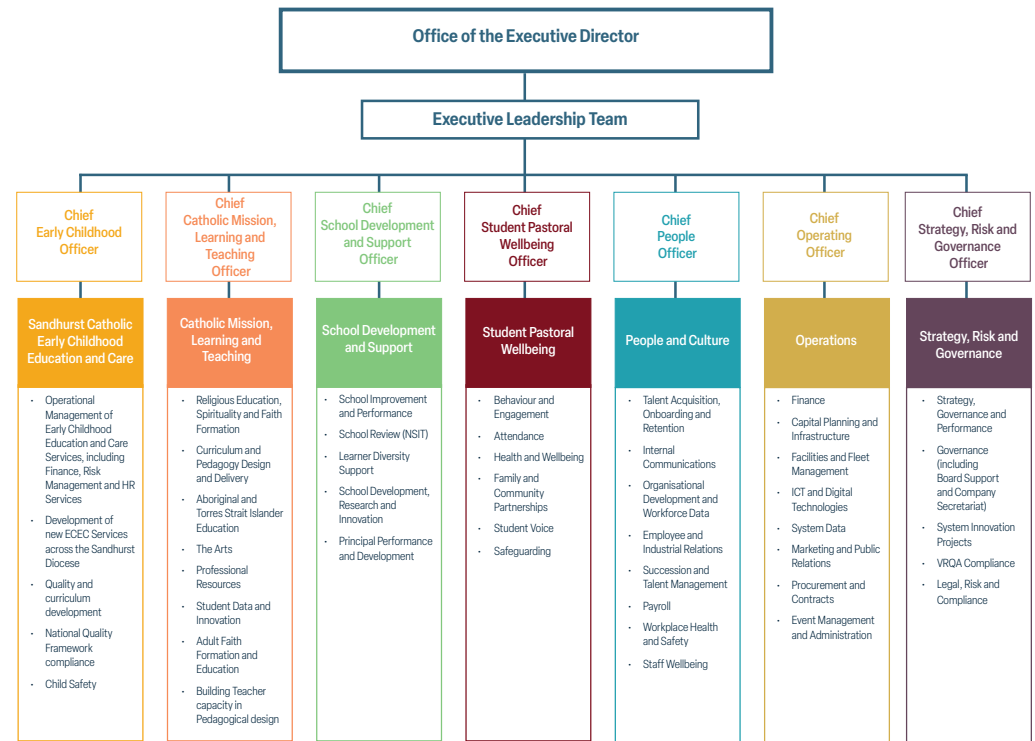 Office of the Executive Director
Executive Leadership Team
Chief
Early Childhood
Officer
Chief
Catholic Mission,
Learning and
Teaching
Officer
Chief
School Development
and Support
Officer
Chief
Student Pastoral
Wellbeing
Officer
Chief
People
Officer
Chief
Operating
Officer
Chief
Strategy, Risk and
Governance
Officer
Sandhurst Catholic
Early Childhood
Education and Care
Catholic Mission,
Learning and
Teaching
School Development
and Support
Student Pastoral
Wellbeing
People and Culture
Operations
Strategy, Risk and
Governance
• Operational
Management of
Early Childhood
Education and Care
Services, including
Finance, Risk
Management and HR
Services
• Development of
new ECEC Services
across the Sandhurst
Diocese
• Quality and
curriculum
development
• National Quality
Framework
compliance
• Child Safety
• Religious Education,
Spirituality and Faith
Formation
• Curriculum and
Pedagogy Design
and Delivery
• Aboriginal and
Torres Strait Islander
Education
• The Arts
• Professional
Resources
• Student Data and
Innovation
• Adult Faith
Formation and
Education
• Building Teacher
capacity in
Pedagogical design
• School Improvement
and Performance
• School Review (NSIT)
• Learner Diversity
Support
• School Development,
Research and
Innovation
• Principal Performance
and Development
• Behaviour and
Engagement
• Attendance
• Health and Wellbeing
• Family and
Community
Partnerships
• Student Voice
• Safeguarding
• Talent Acquisition,
Onboarding and
Retention
• Internal
Communications
• Organisational
Development and
Workforce Data
• Employee and
Industrial Relations
• Succession and
Talent Management
• Payroll
• Workplace Health
and Safety
• Staff Wellbeing
• Finance
• Capital Planning and
Infrastructure
• Facilities and Fleet
Management
• ICT and Digital
Technologies
• System Data
• Marketing and Public
Relations
• Procurement and
Contracts
• Event Management
and Administration
• Strategy,
Governance and
Performance
• Governance
(including
Board Support
and Company
Secretariat)
• System Innovation
Projects
• VRQA Compliance
• Legal, Risk and
Compliance